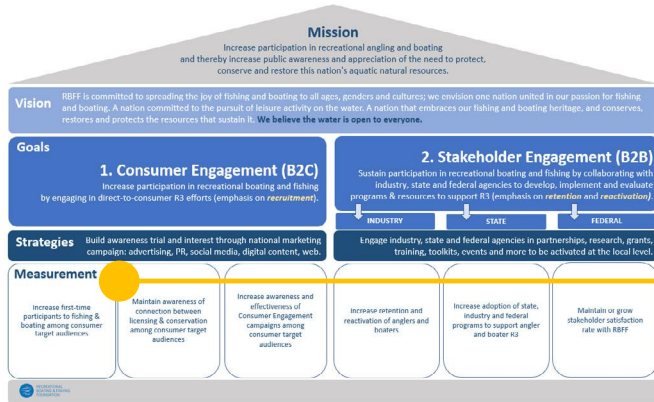 Mission
Increase participation in recreational angling and boating
and thereby increase public awareness and appreciation of the need to protect,
conserve and restore this nation's aquatic natural resources.
Vision
RBFF is committed to spreading the joy of fishing and boating to all ages, genders and cultures; we envision one nation united in our passion for fishing
and boating. A nation committed to the pursuit of leisure activity on the water. A nation that embraces our fishing and boating heritage, and conserves,
restores and protects the resources that sustain it. We believe the water is open to everyone.
Goals
1. Consumer Engagement (B2C)
Increase participation in recreational boating and fishing
by engaging in direct-to-consumer R3 efforts (emphasis on recruitment).
2. Stakeholder Engagement (B2B)
Sustain participation in recreational boating and fishing by collaborating with
industry, state and federal agencies to develop, implement and evaluate
programs & resources to support R3 (emphasis on retention and reactivation).
INDUSTRY
STATE
FEDERAL
Strategies
Build awareness trial and interest through national marketing
campaign: advertising, PR, social media, digital content, web.
Engage industry, state and federal agencies in partnerships, research, grants,
training, toolkits, events and more to be activated at the local level.
Measurement
Increase first-time
participants to fishing &
boating among consumer
target audiences
Maintain awareness of
connection between
licensing & conservation
among consumer target
audiences
Increase awareness and
effectiveness of
Consumer Engagement
campaigns among
consumer target
audiences
Increase retention and
reactivation of anglers and
boaters
Increase adoption of state,
industry and federal
programs to support angler
and boater R3
Maintain or grow
stakeholder satisfaction
rate with RBFF
RECREATIONAL
BOATING & FISHING
FOUNDATION